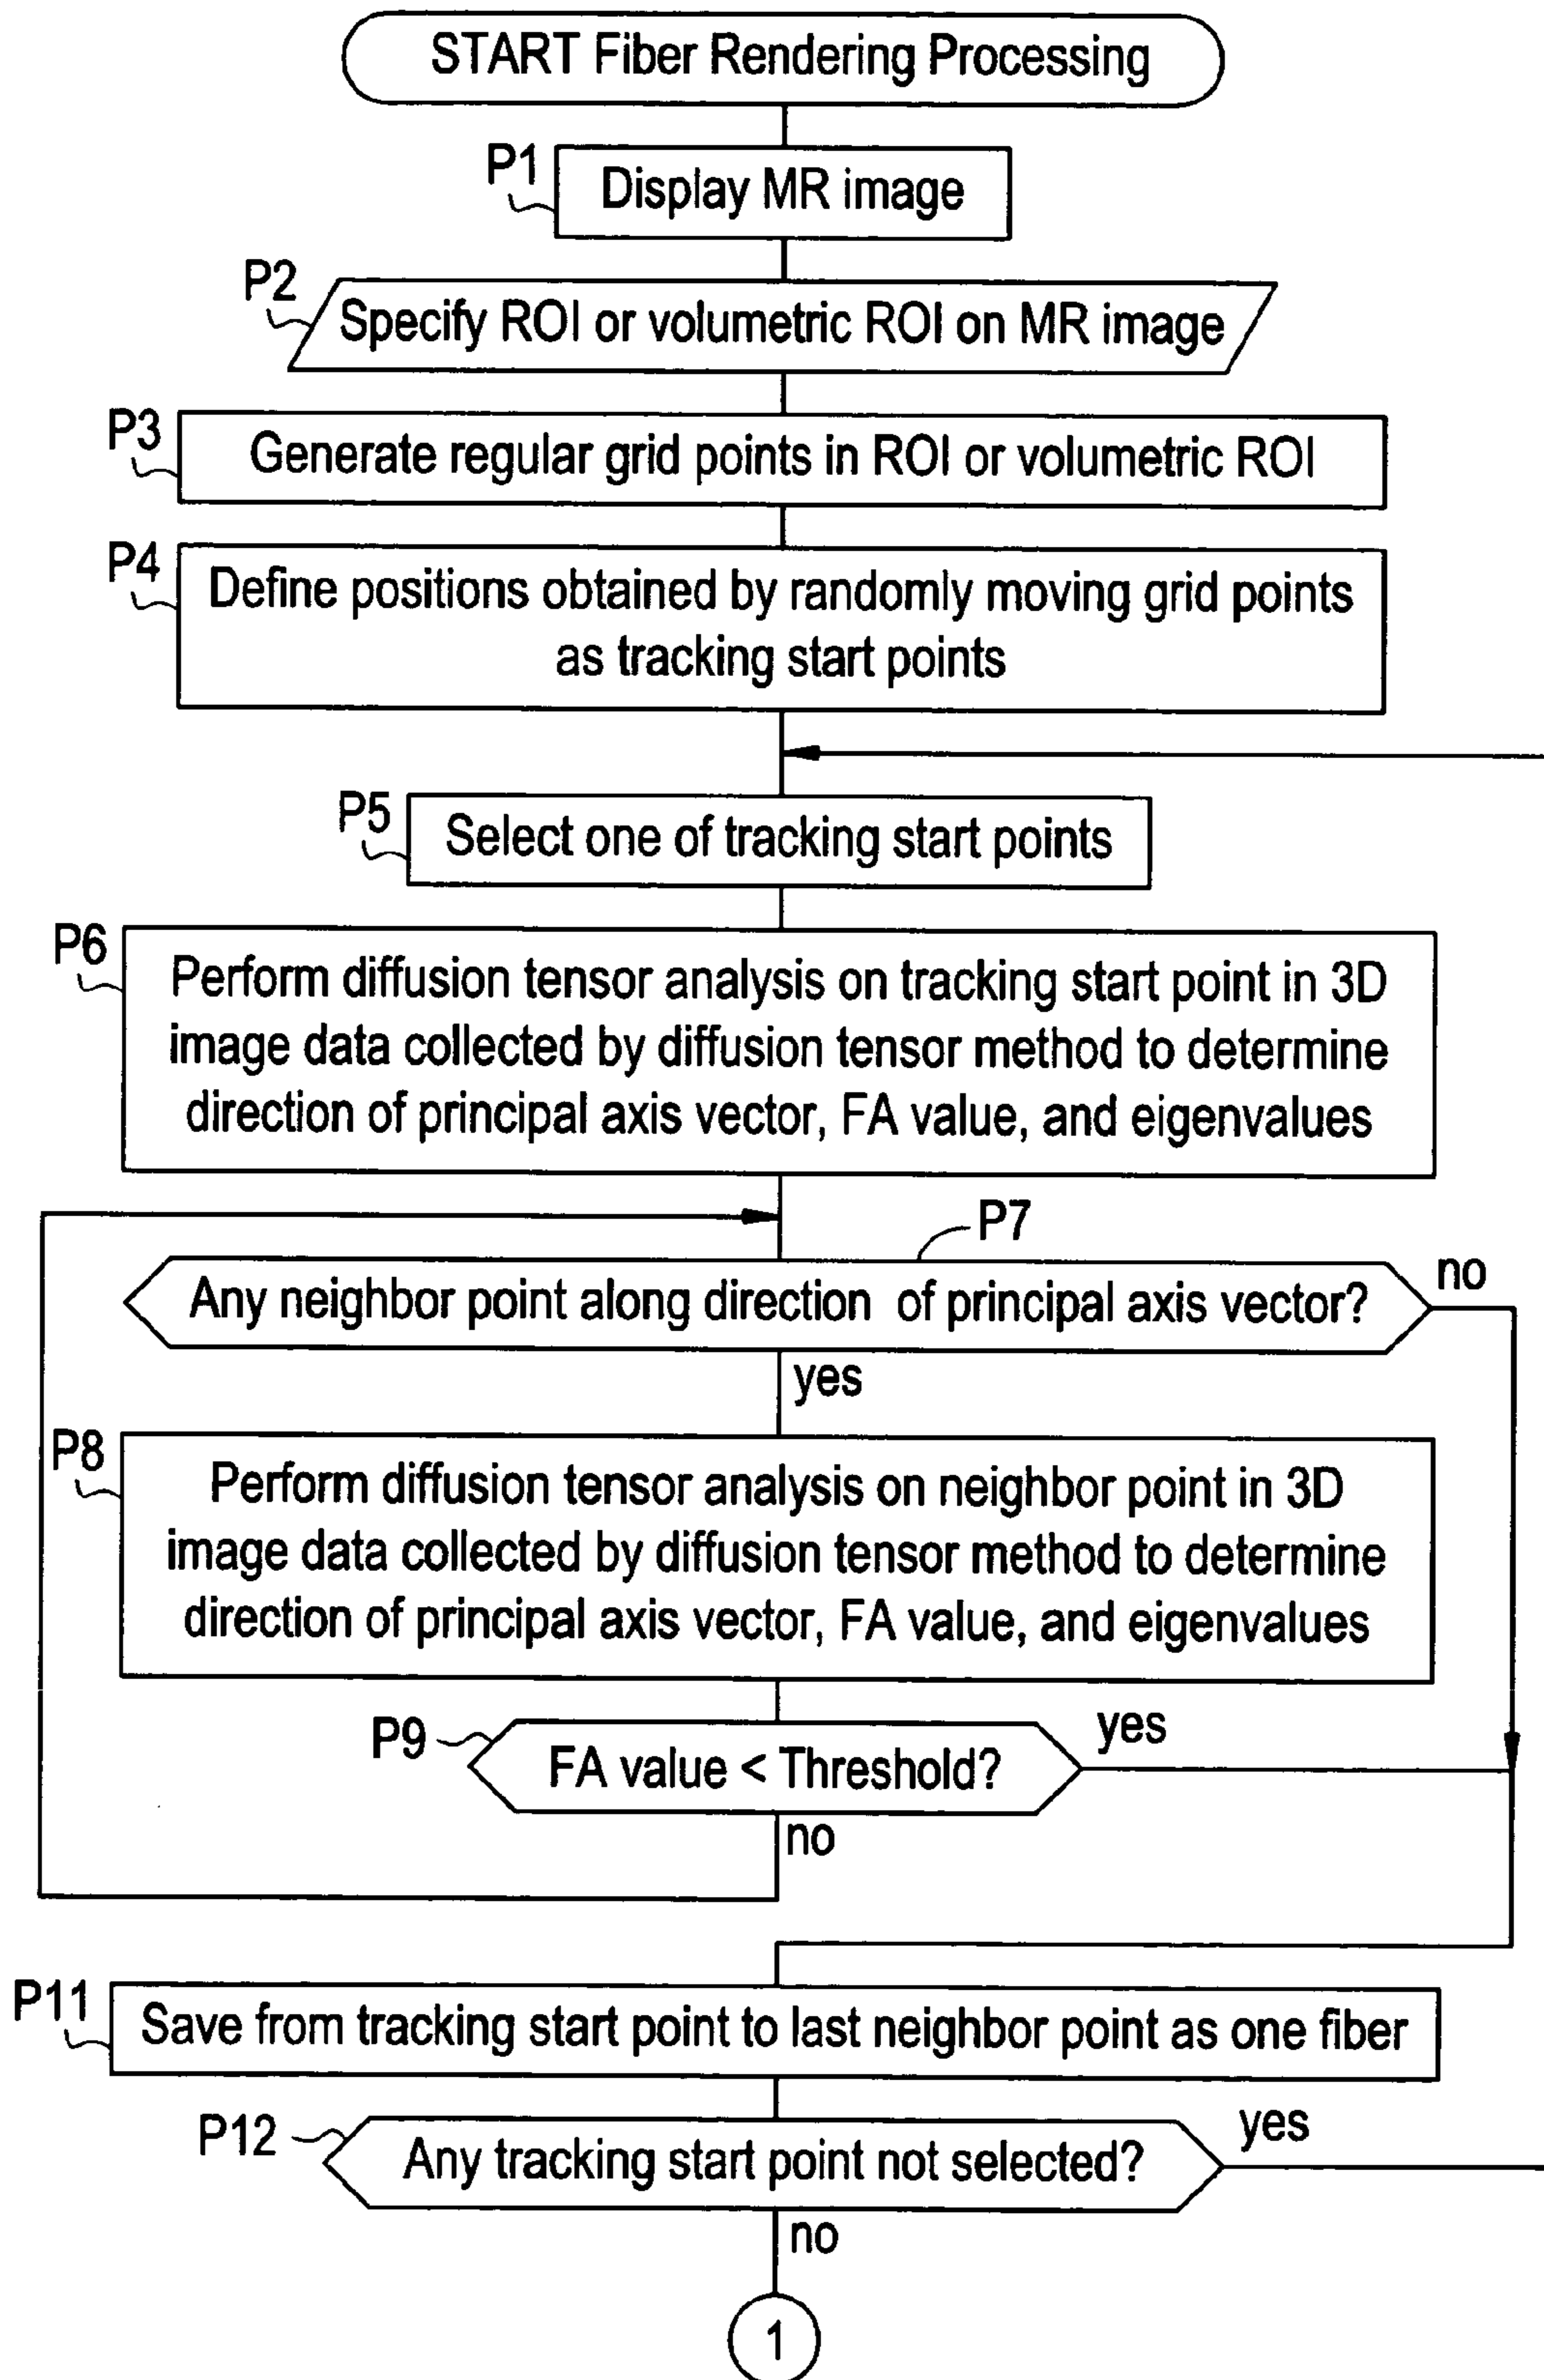 START Fiber Rendering Processing
P1
Display MR image
P2
Specify ROI or volumetric ROI on MR image
P3
Generate regular grid points in ROI or volumetric ROI
P4
Define positions obtained by randomly moving grid points
as tracking start points
P5
Select one of tracking start points
P6
Perform diffusion tensor analysis on tracking start point in 3D
image data collected by diffusion tensor method to determine
direction of principal axis vector, FA value, and eigenvalues
P7
Any neighbor point along direction of principal axis vector?
no
yes
P8
Perform diffusion tensor analysis on neighbor point in 3D
image data collected by diffusion tensor method to determine
direction of principal axis vector, FA value, and eigenvalues
P9
FA value < Threshold?
yes
no
P11
Save from tracking start point to last neighbor point as one fiber
P12
Any tracking start point not selected?
yes
no
1